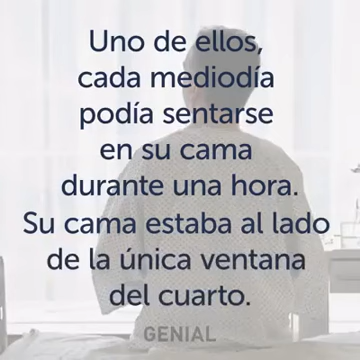 Uno de ellos,
cada mediodía
podía sentarse
en su cama
durante una hora.
Su cama estaba al lado
de la única ventana
del cuarto.
GENIAL